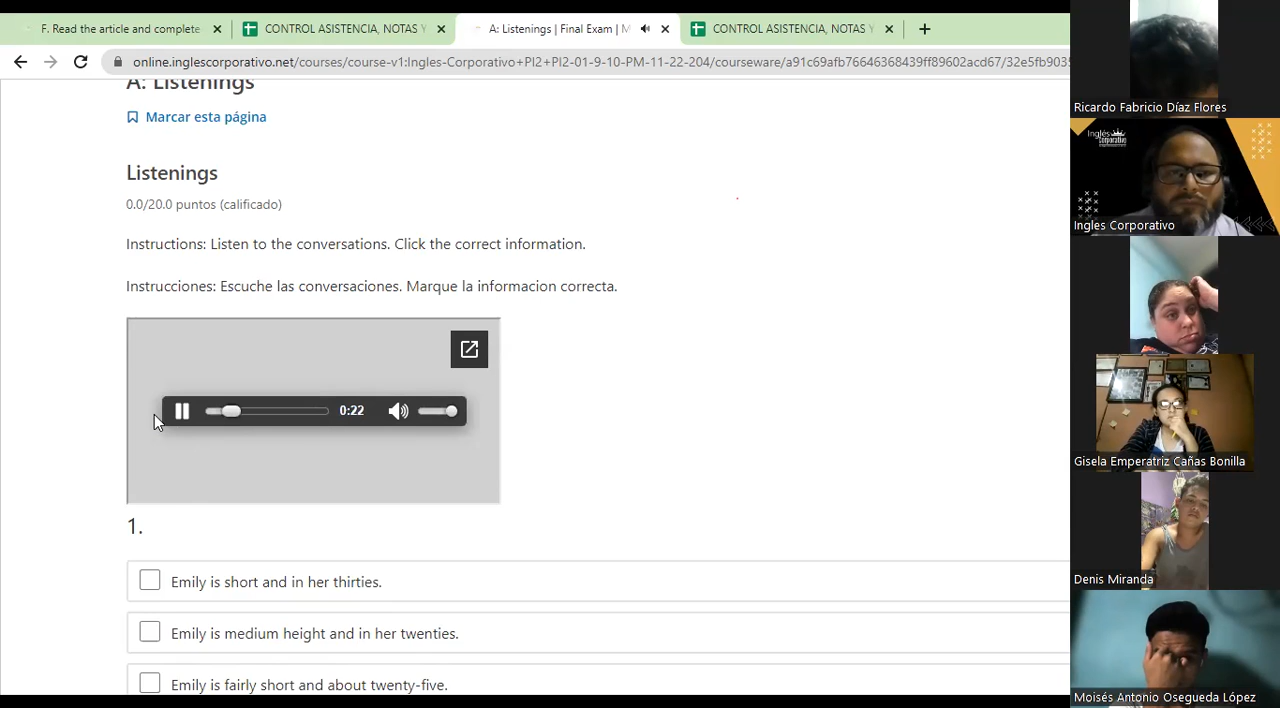 F. Read the article and complete
CONTROL ASISTENCIA, NOTAS Y
A: Listenings | Final Exam | M
CONTROL ASISTENCIA, NOTAS Y
online.inglescorporativo.net/courses/course-v1:Ingles-Corporativo+PI2+PI2-01-9-10-PM-11-22-204/courseware/a91c69afb76646368439ff89602acd67/32e5fb9035
A: Listenings
Marcar esta página
Listenings
0.0/20.0 puntos (calificado)
Instructions: Listen to the conversations. Click the correct information.
Instrucciones: Escuche las conversaciones. Marque la informacion correcta.
0:22
1.
Emily is short and in her thirties.
Emily is medium height and in her twenties.
Emily is fairly short and about twenty-five.
Ricardo Fabricio Díaz Flores
Inglés
Corporativo
Ingles Corporativo
Gisela Emperatriz Cañas Bonilla
Denis Miranda
Moisés Antonio Osegueda López